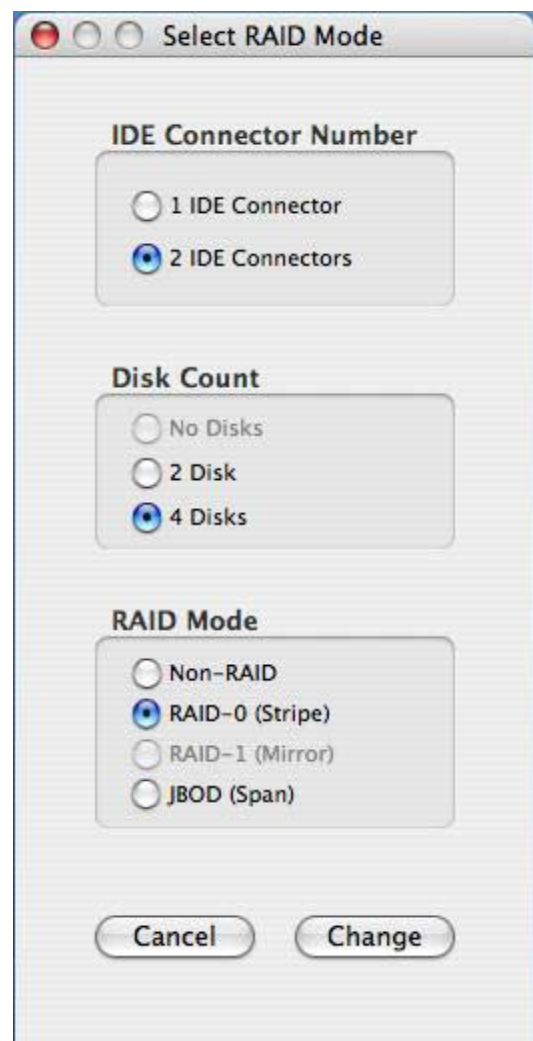 Select RAID Mode
IDE Connector Number
1 IDE Connector
2 IDE Connectors
Disk Count
No Disks
2 Disk
4 Disks
RAID Mode
Non-RAID
RAID-0 (Stripe)
RAID-1 (Mirror)
JBOD (Span)
Cancel Change